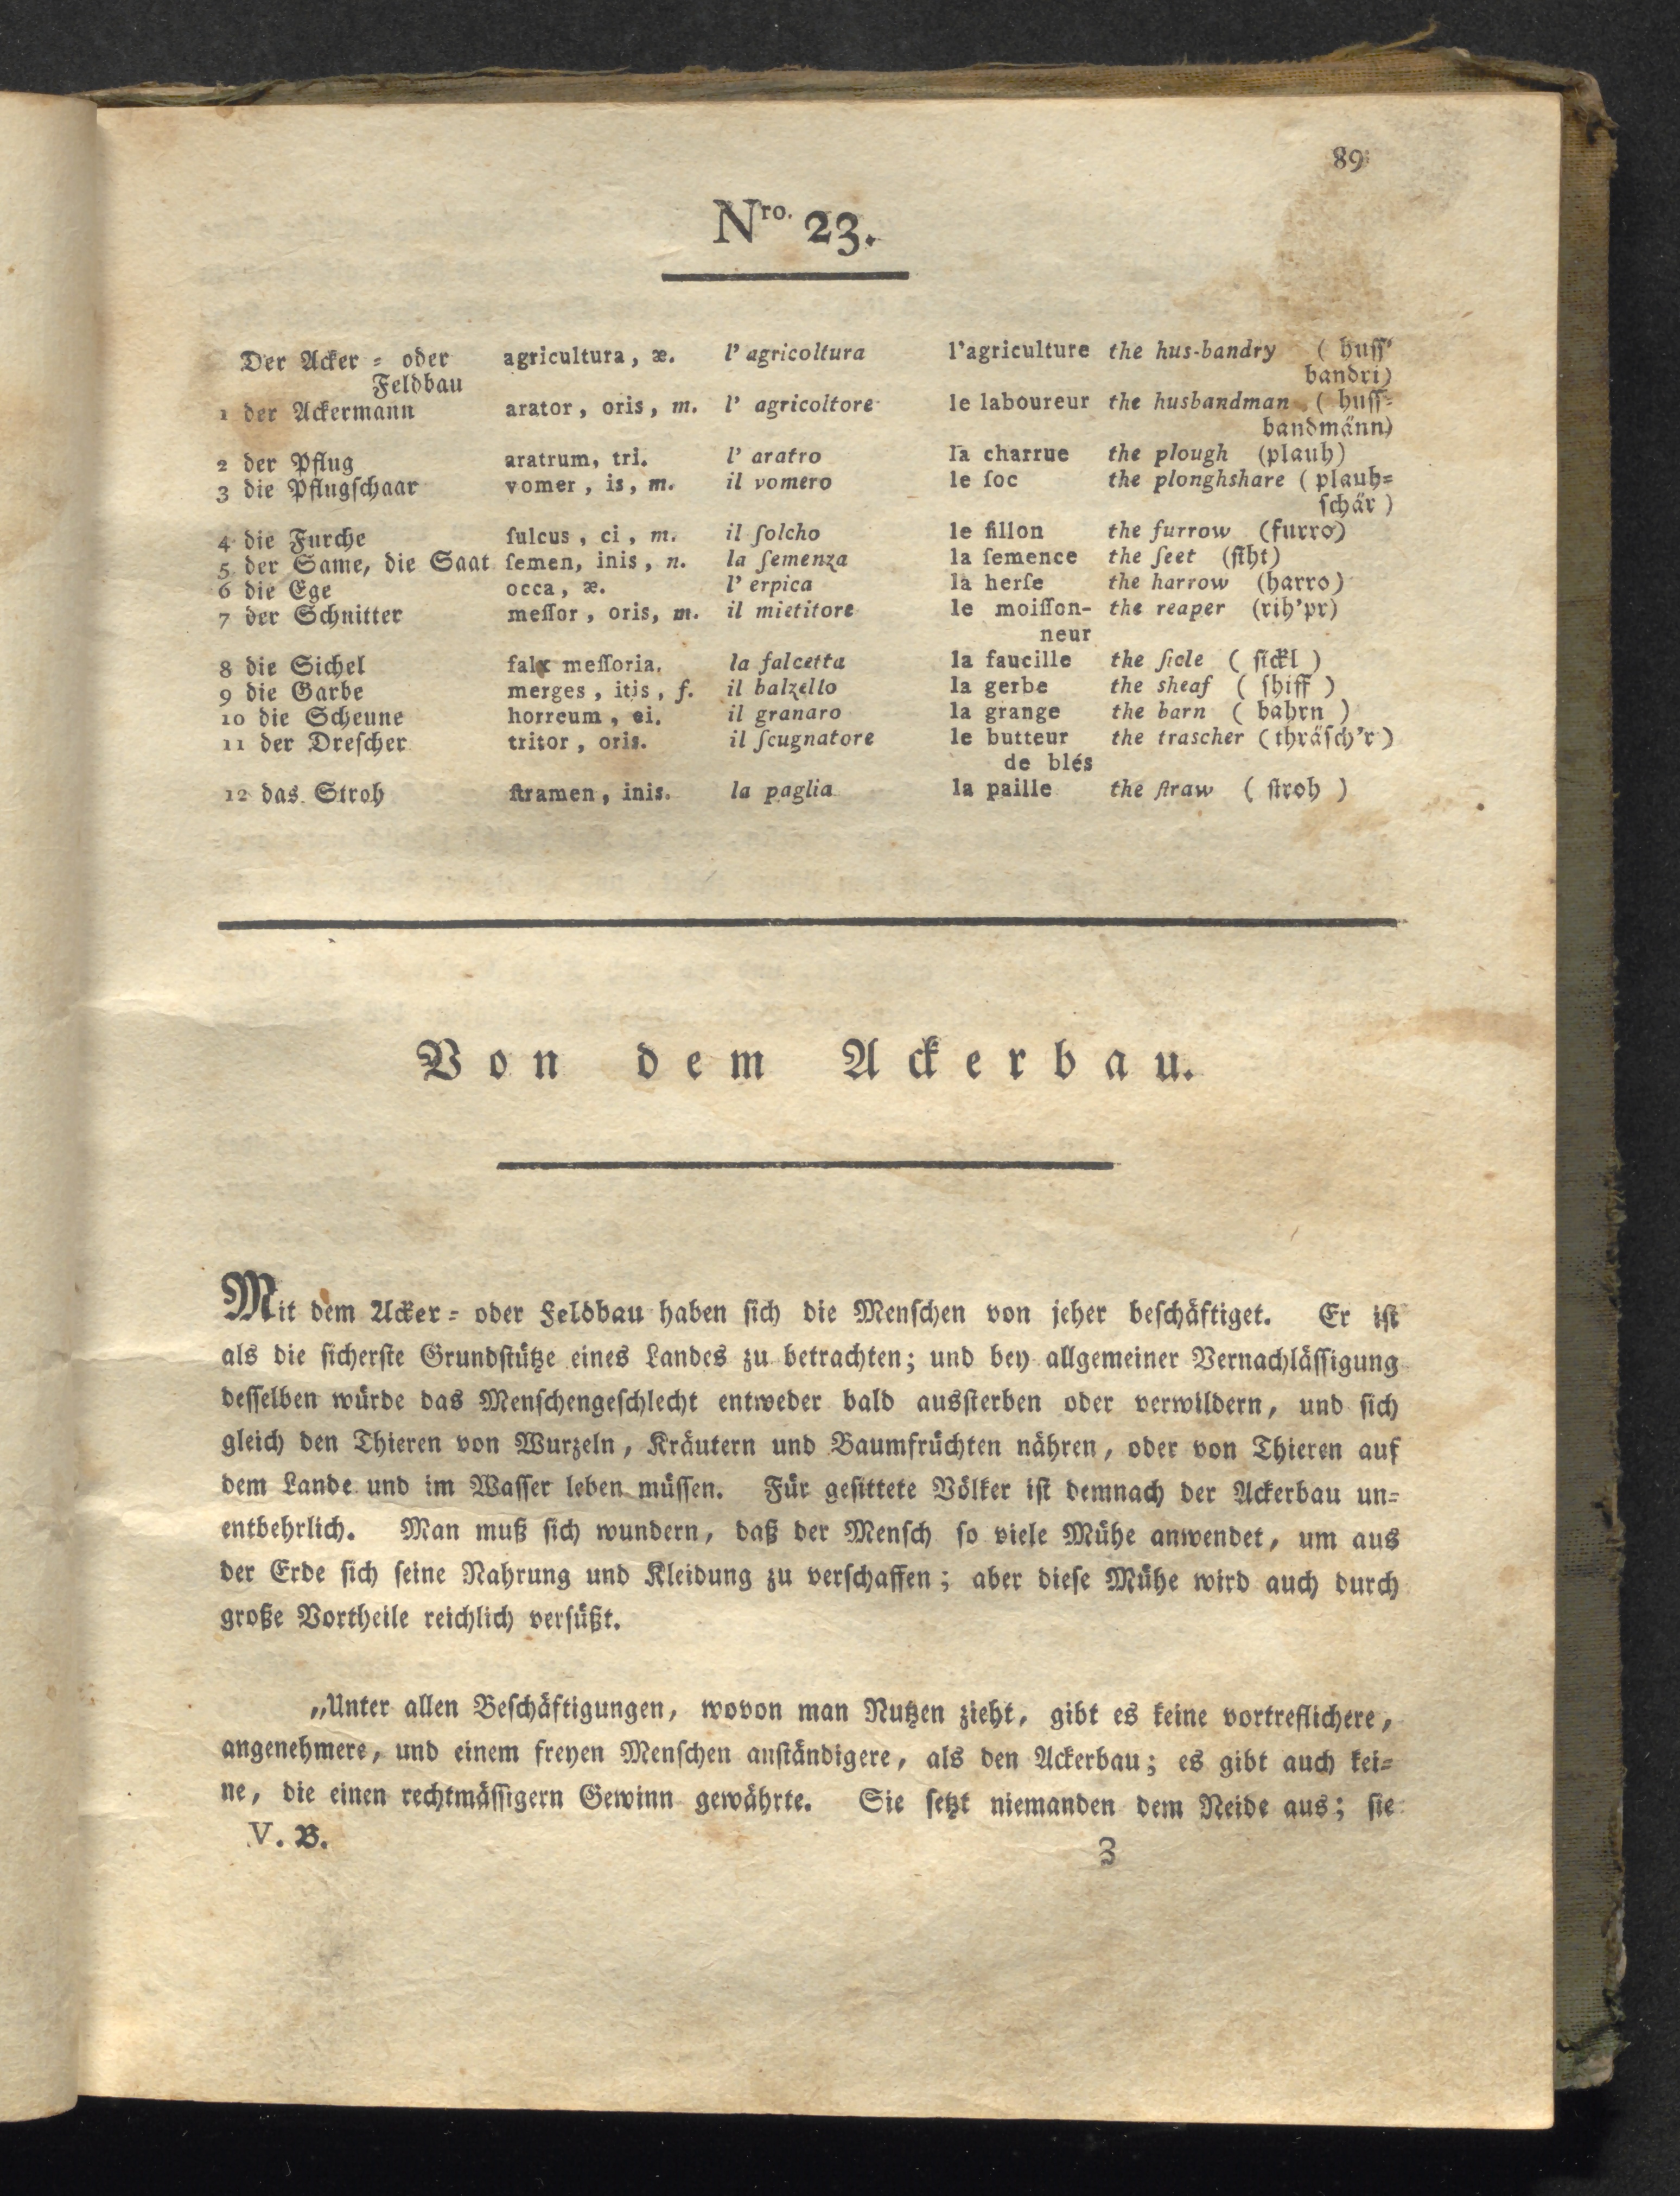 89
Nro. 23.
Der Acker = oder Feldbau agricultura, æ. l' agricoltura l'agriculture the hus-bandry (huſſ' bandri)
1 der Ackermann arator, oris, m. l' agricoltore le laboureur the husbandman (huſſ= bandmänn)
2 der Pflug aratrum, tri. l' aratro la charrue the plough (plauh)
3 die Pflugſchaar vomer, is, m. il vomero le ſoc the plonghshare (plauh= ſchär)
4 die Furche ſulcus, ci, m. il ſolcho le ſillon the furrow (furro)
5 der Same, die Saat ſemen, inis, n. la ſemenza la ſemence the ſeet (ſiht)
6 die Ege occa, æ. l' erpica la herſe the harrow (harro)
7 der Schnitter meſſor, oris, m. il mietitore le moiſſon- neur the reaper (rih'pr)
8 die Sichel falx meſſoria. la falcetta la faucille the ſicle (ſickl)
9 die Garbe merges, itis, f. il balzello la gerbe the sheaf (ſhiff)
10 die Scheune horreum, ei. il granaro la grange the barn (bahrn)
11 der Dreſcher tritor, oris. il ſcugnatore le butteur de blés the trascher (thräſch'r)
12 das Stroh ſtramen, inis. la paglia la paille the ſtraw (ſtroh)
Von dem Ackerbau.
Mit dem Acker = oder Feldbau haben ſich die Menſchen von jeher beſchäftiget. Er iſt
als die ſicherſte Grundſtütze eines Landes zu betrachten; und bey allgemeiner Vernachläſſigung
deſſelben würde das Menſchengeſchlecht entweder bald ausſterben oder verwildern, und ſich
gleich den Thieren von Wurzeln, Kräutern und Baumfrüchten nähren, oder von Thieren auf
dem Lande und im Waſſer leben müſſen. Für geſittete Völker iſt demnach der Ackerbau un=
entbehrlich. Man muß ſich wundern, daß der Menſch ſo viele Mühe anwendet, um aus
der Erde ſich ſeine Nahrung und Kleidung zu verſchaffen; aber dieſe Mühe wird auch durch
große Vortheile reichlich verſüßt.
„Unter allen Beſchäftigungen, wovon man Nutzen zieht, gibt es keine vortreflichere,
angenehmere, und einem freyen Menſchen anſtändigere, als den Ackerbau; es gibt auch kei=
ne, die einen rechtmäſſigern Gewinn gewährte. Sie ſetzt niemanden dem Neide aus; ſie
V. B. Z